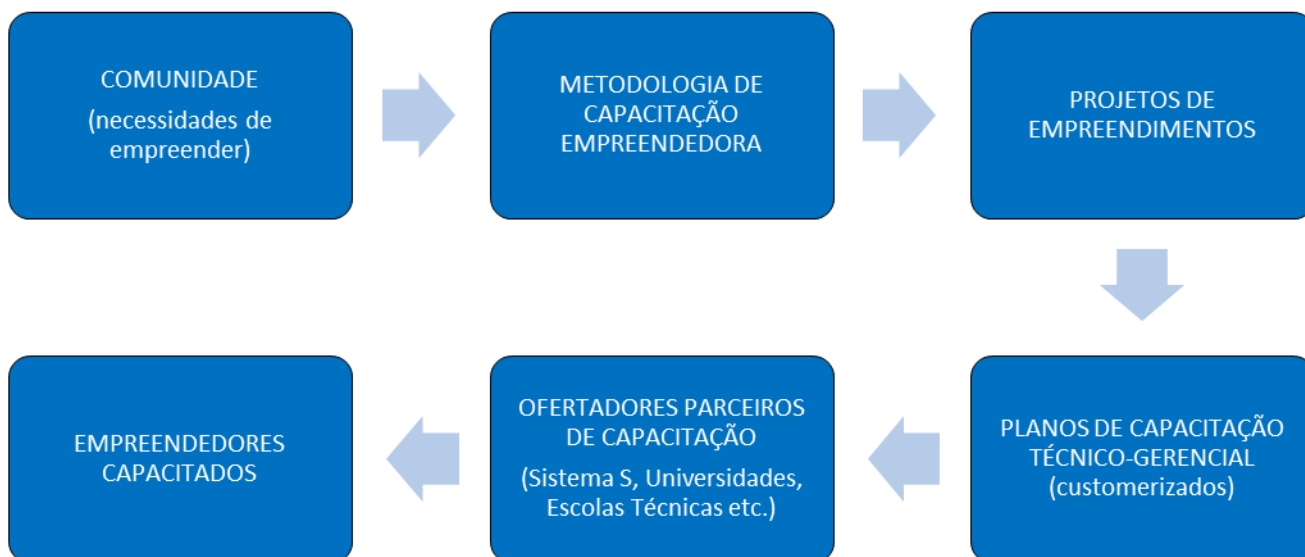 COMUNIDADE
(necessidades de
empreender)
METODOLOGIA DE
CAPACITAÇÃO
EMPREENDEDORA
PROJETOS DE
EMPREENDIMENTOS
PLANOS DE CAPACITAÇÃO
TÉCNICO-GERENCIAL
(customerizados)
OFERTADORES PARCEIROS
DE CAPACITAÇÃO
(Sistema S, Universidades,
Escolas Técnicas etc.)
EMPREENDEDORES
CAPACITADOS